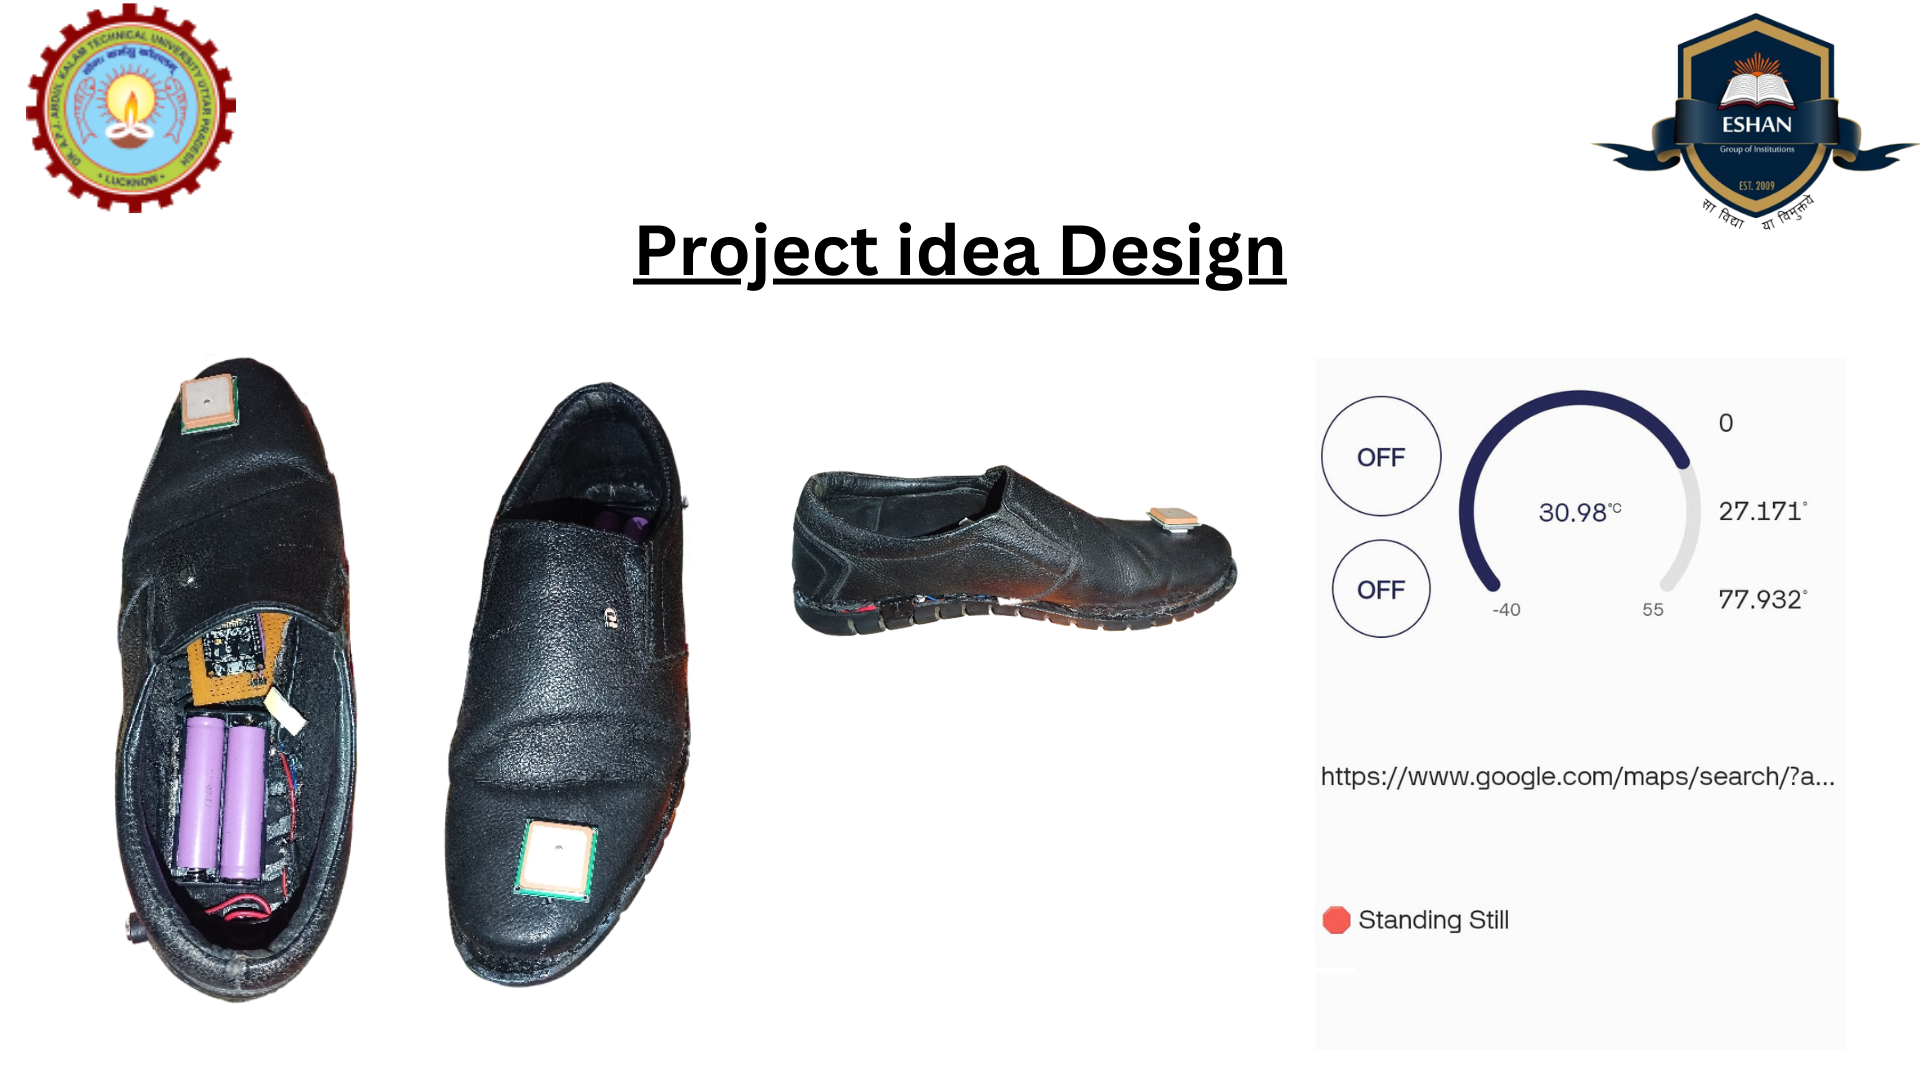 DR. A.P.J. ABDUL KALAM TECHNICAL UNIVERSITY UTTAR PRADESH
• LUCKNOW •
ESHAN
Group of Institutions
EST. 2009
सा विद्या या विमुक्तये
Project idea Design
OFF
30.98°C
0
27.171°
OFF
77.932°
-40
55
https://www.google.com/maps/search/?a...
Standing Still